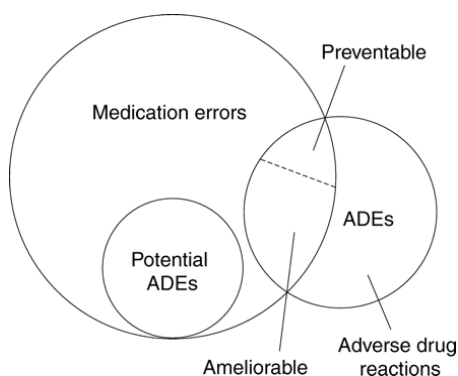 Preventable
Medication errors
ADEs
Potential
ADEs
Adverse drug
reactions
Ameliorable